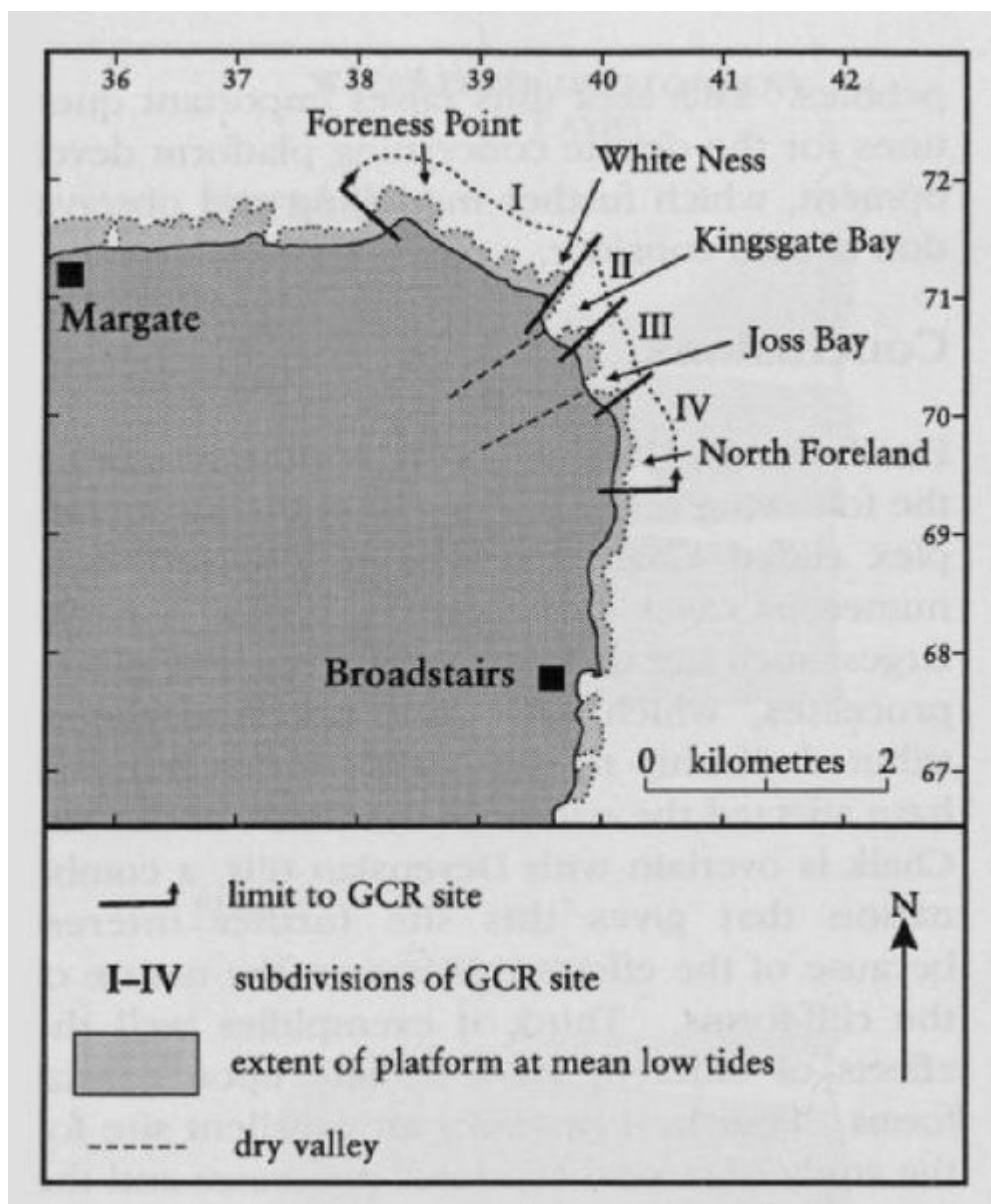 36 37 38 39 40 41 42
Foreness Point
White Ness
72
I
Kingsgate Bay
II
71
Margate
III
Joss Bay
70
IV
North Foreland
69
Broadstairs
68
0 kilometres 2
67
limit to GCR site
N
I–IV subdivisions of GCR site
extent of platform at mean low tides
dry valley